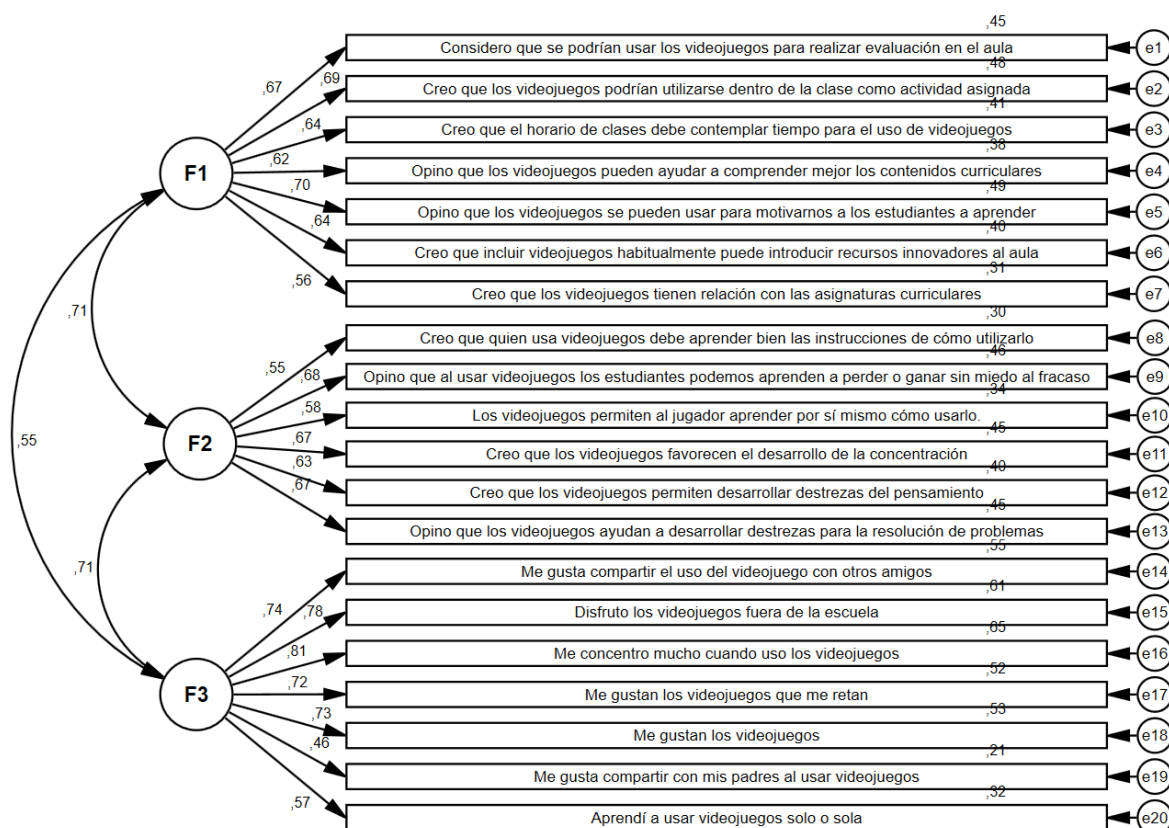 ,45
Considero que se podrían usar los videojuegos para realizar evaluación en el aula
e1
,67
,48
,69
Creo que los videojuegos podrían utilizarse dentro de la clase como actividad asignada
e2
,41
,64
Creo que el horario de clases debe contemplar tiempo para el uso de videojuegos
e3
,38
,62
F1
Opino que los videojuegos pueden ayudar a comprender mejor los contenidos curriculares
e4
,49
,70
Opino que los videojuegos se pueden usar para motivarnos a los estudiantes a aprender
e5
,40
,64
Creo que incluir videojuegos habitualmente puede introducir recursos innovadores al aula
e6
,31
,56
Creo que los videojuegos tienen relación con las asignaturas curriculares
e7
,71
,30
Creo que quien usa videojuegos debe aprender bien las instrucciones de cómo utilizarlo
e8
,46
,55
,68
Opino que al usar videojuegos los estudiantes podemos aprenden a perder o ganar sin miedo al fracaso
e9
,34
,58
Los videojuegos permiten al jugador aprender por sí mismo cómo usarlo.
e10
,45
,55
F2
,67
Creo que los videojuegos favorecen el desarrollo de la concentración
e11
,40
,63
Creo que los videojuegos permiten desarrollar destrezas del pensamiento
e12
,45
,67
Opino que los videojuegos ayudan a desarrollar destrezas para la resolución de problemas
e13
,55
,71
Me gusta compartir el uso del videojuego con otros amigos
e14
,61
,74
,78
Disfruto los videojuegos fuera de la escuela
e15
,65
,81
Me concentro mucho cuando uso los videojuegos
e16
,52
,72
F3
Me gustan los videojuegos que me retan
e17
,53
,73
Me gustan los videojuegos
e18
,21
,46
Me gusta compartir con mis padres al usar videojuegos
e19
,32
,57
Aprendí a usar videojuegos solo o sola
e20